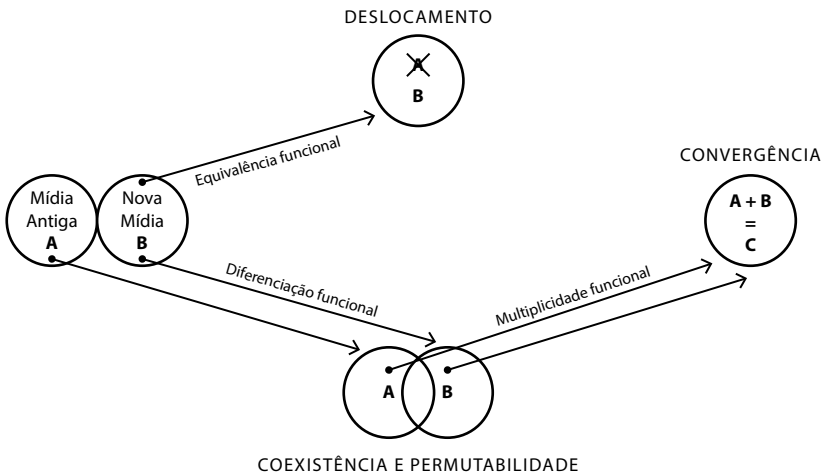 DESLOCAMENTO
A
B
Equivalência funcional
CONVERGÊNCIA
Mídia
Antiga
A
Nova
Mídia
B
A + B
=
C
Diferenciação funcional
Multiplicidade funcional
A
B
COEXISTÊNCIA E PERMUTABILIDADE